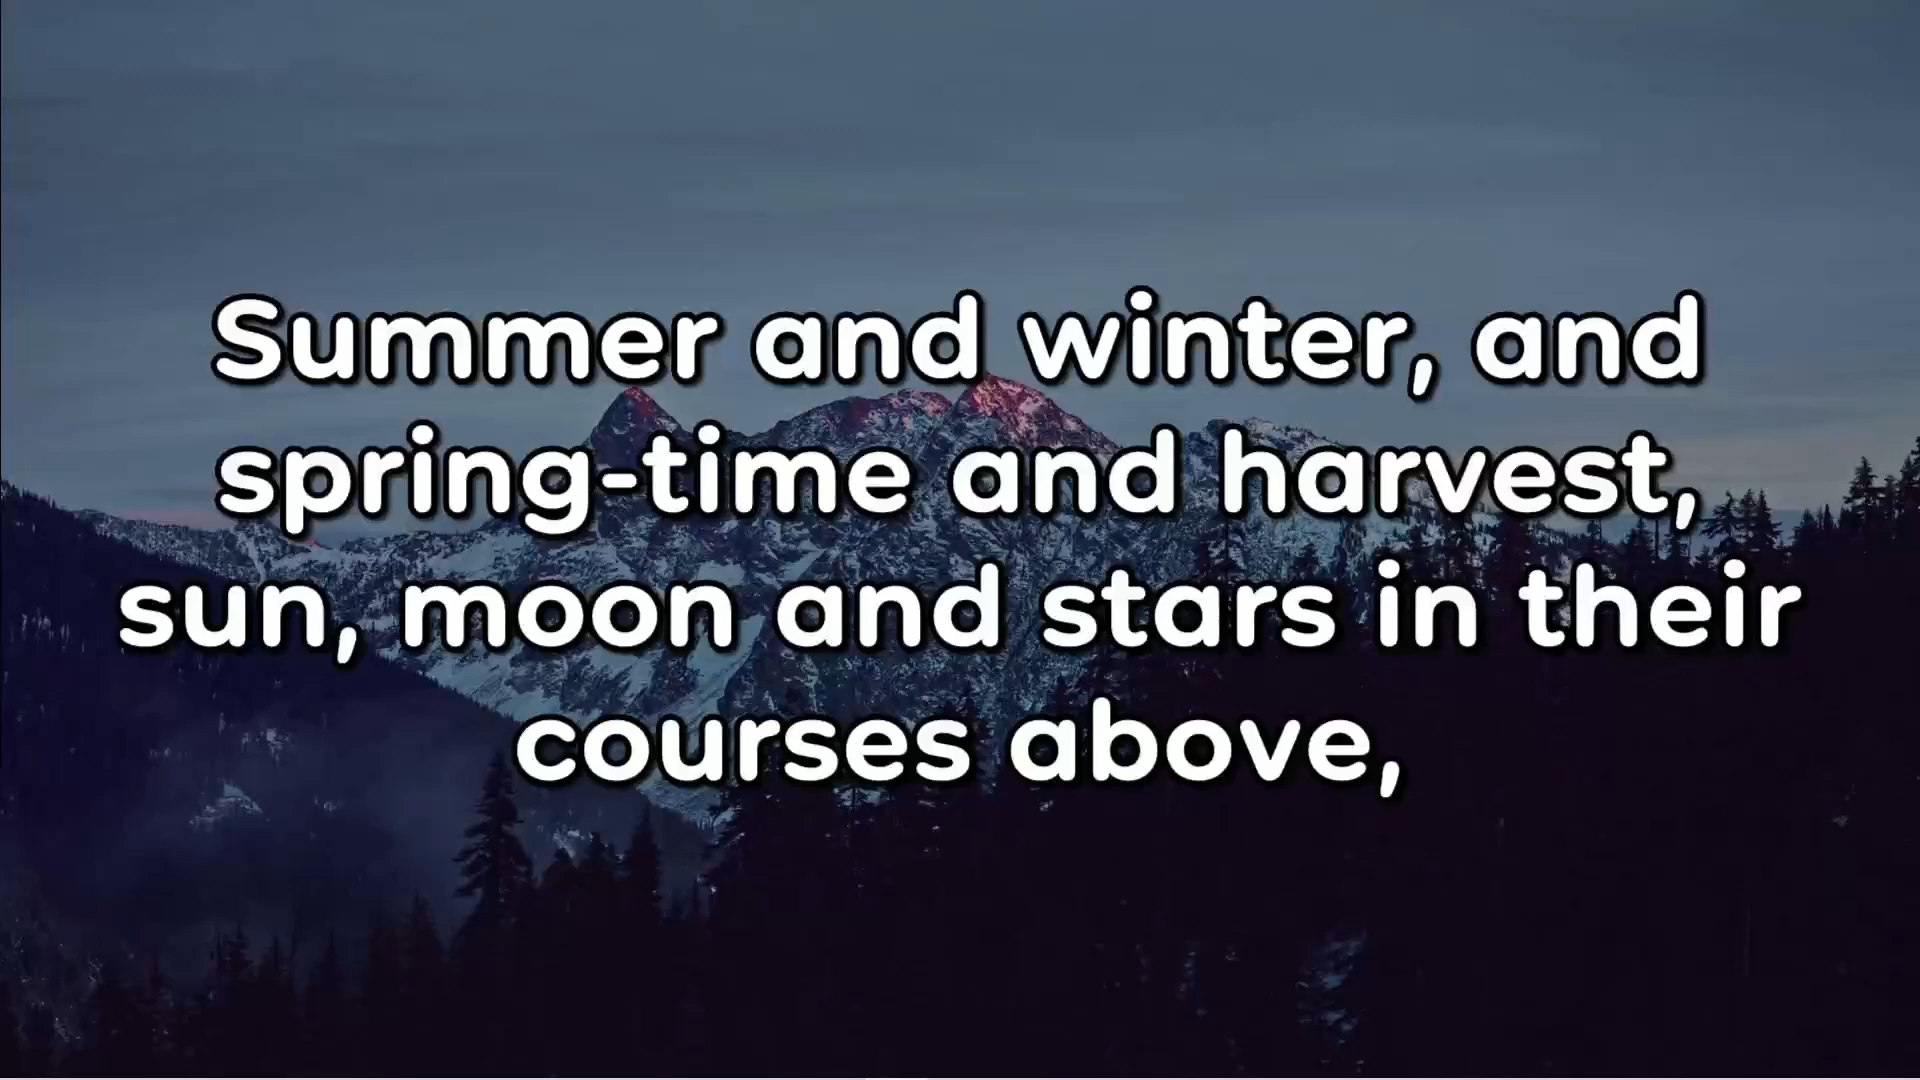 Summer and winter, and
spring-time and harvest,
sun, moon and stars in their
courses above,